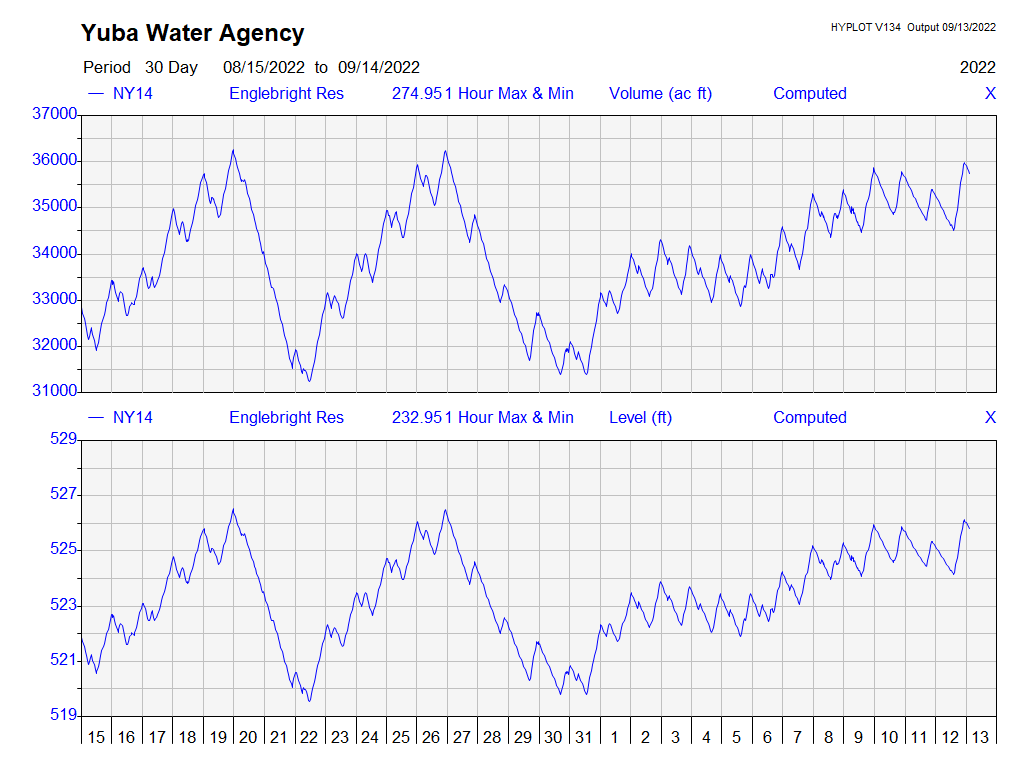 Yuba Water Agency
HYPLOT V134 Output 09/13/2022
Period 30 Day 08/15/2022 to 09/14/2022 2022
NY14 Englebright Res 274.951 Hour Max & Min Volume (ac ft) Computed X
37000
36000
35000
34000
33000
32000
31000
NY14 Englebright Res 232.951 Hour Max & Min Level (ft) Computed X
529
527
525
523
521
519
15 16 17 18 19 20 21 22 23 24 25 26 27 28 29 30 31 1 2 3 4 5 6 7 8 9 10 11 12 13